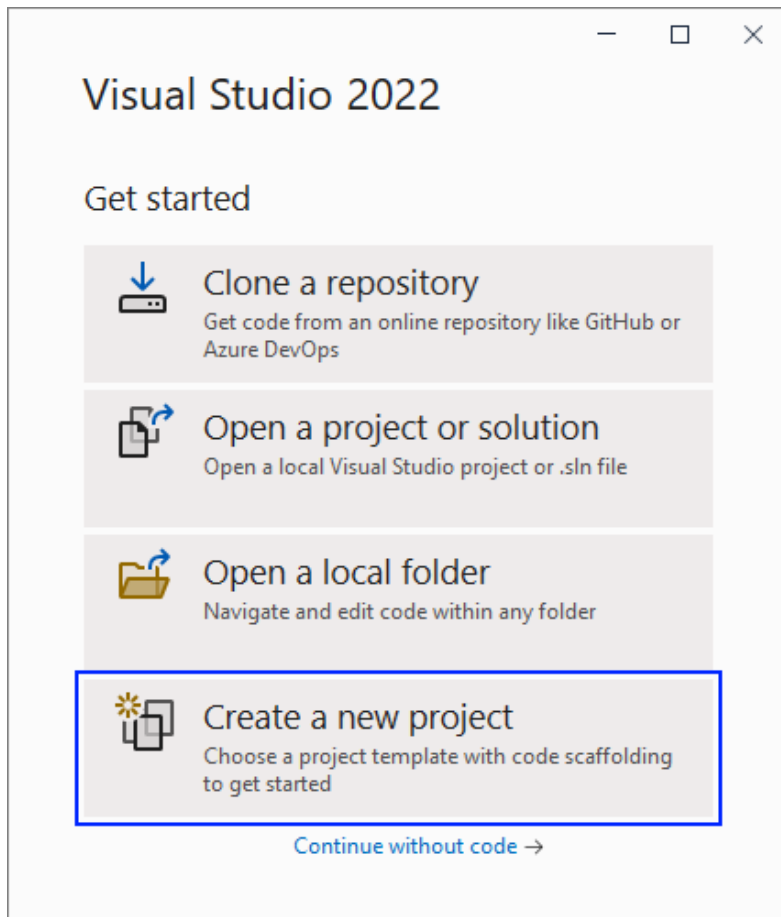 Visual Studio 2022
Get started
Clone a repository
Get code from an online repository like GitHub or
Azure DevOps
Open a project or solution
Open a local Visual Studio project or .sln file
Open a local folder
Navigate and edit code within any folder
Create a new project
Choose a project template with code scaffolding
to get started
Continue without code →